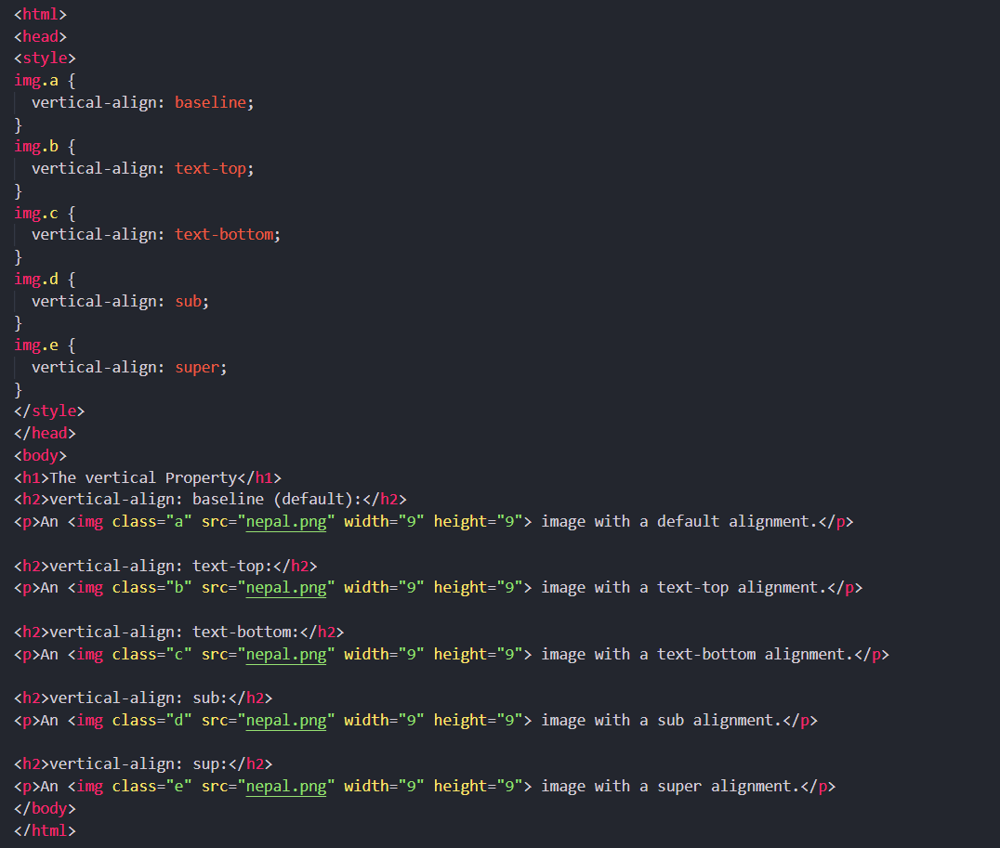 <html>
<head>
<style>
img.a {
  vertical-align: baseline;
}
img.b {
  vertical-align: text-top;
}
img.c {
  vertical-align: text-bottom;
}
img.d {
  vertical-align: sub;
}
img.e {
  vertical-align: super;
}
</style>
</head>
<body>
<h1>The vertical Property</h1>
<h2>vertical-align: baseline (default):</h2>
<p>An <img class="a" src="nepal.png" width="9" height="9"> image with a default alignment.</p>

<h2>vertical-align: text-top:</h2>
<p>An <img class="b" src="nepal.png" width="9" height="9"> image with a text-top alignment.</p>

<h2>vertical-align: text-bottom:</h2>
<p>An <img class="c" src="nepal.png" width="9" height="9"> image with a text-bottom alignment.</p>

<h2>vertical-align: sub:</h2>
<p>An <img class="d" src="nepal.png" width="9" height="9"> image with a sub alignment.</p>

<h2>vertical-align: sup:</h2>
<p>An <img class="e" src="nepal.png" width="9" height="9"> image with a super alignment.</p>
</body>
</html>